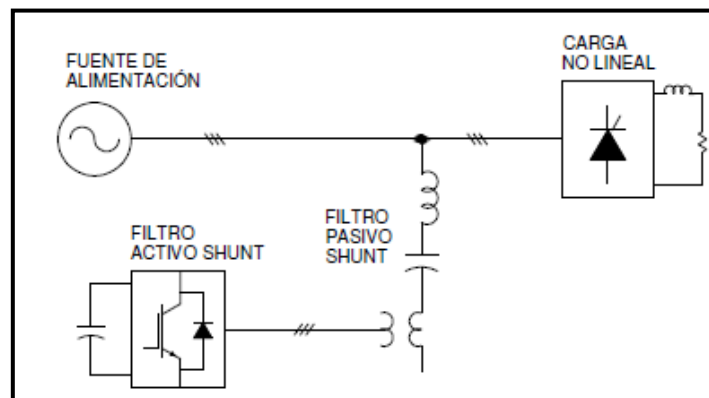 FUENTE DE
ALIMENTACIÓN
CARGA
NO LINEAL
FILTRO
PASIVO
SHUNT
FILTRO
ACTIVO SHUNT